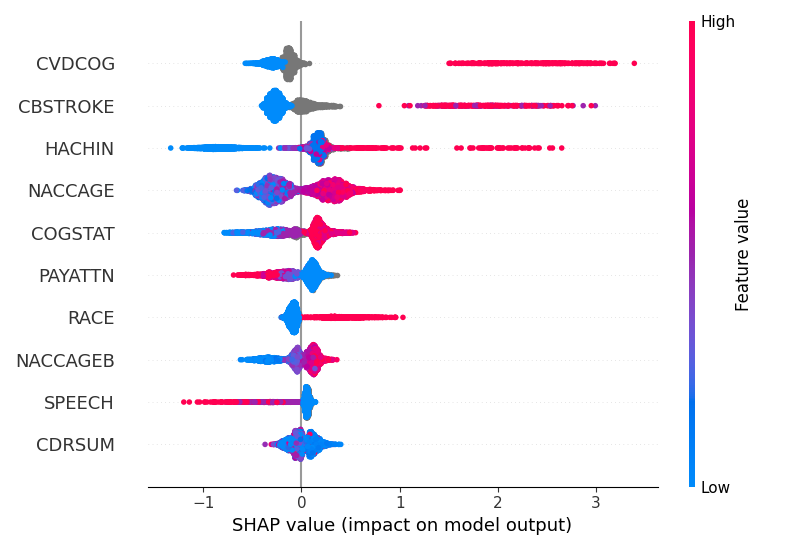 High
CVDCOG
CBSTROKE
HACHIN
NACCAGE
COGSTAT
PAYATTN
RACE
NACCAGEB
SPEECH
CDRSUM
Feature value
Low
−1 0 1 2 3
SHAP value (impact on model output)